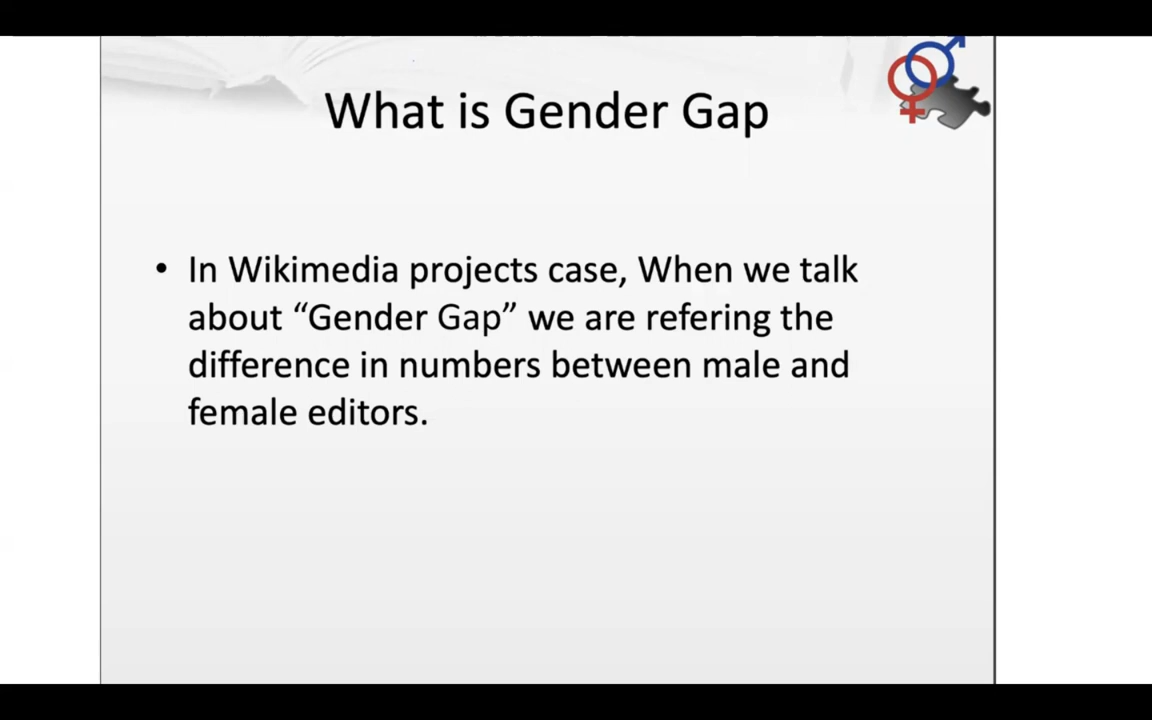 What is Gender Gap
• In Wikimedia projects case, When we talk
about “Gender Gap” we are refering the
difference in numbers between male and
female editors.